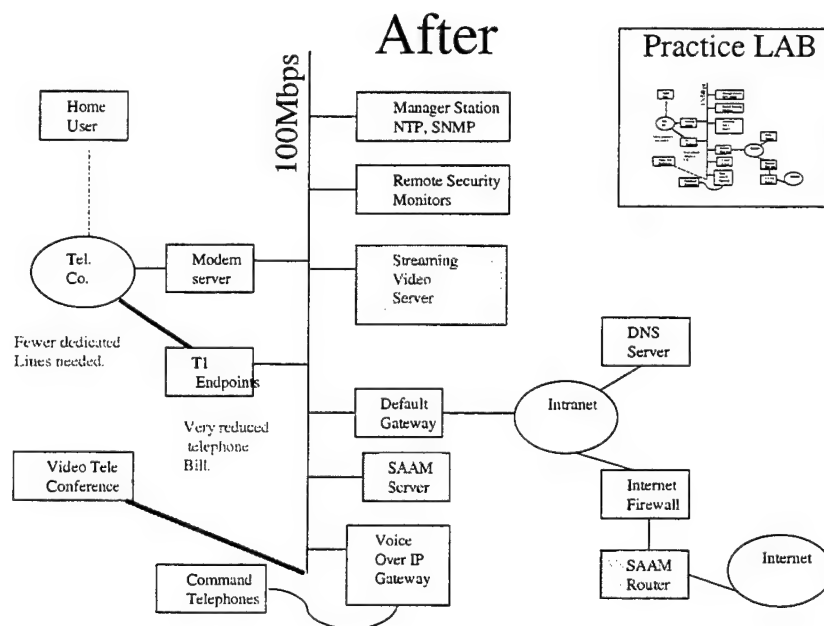 After
Practice LAB
100Mbps
Home
User
Manager Station
NTP, SNMP
Remote Security
Monitors
Tel.
Co.
Modem
server
Streaming
Video
Server
Fewer dedicated
Lines needed.
T1
Endpoints
DNS
Server
Default
Gateway
Intranet
Very reduced
telephone
Bill.
Video Tele
Conference
SAAM
Server
Internet
Firewall
Voice
Over IP
Gateway
Command
Telephones
SAAM
Router
Internet